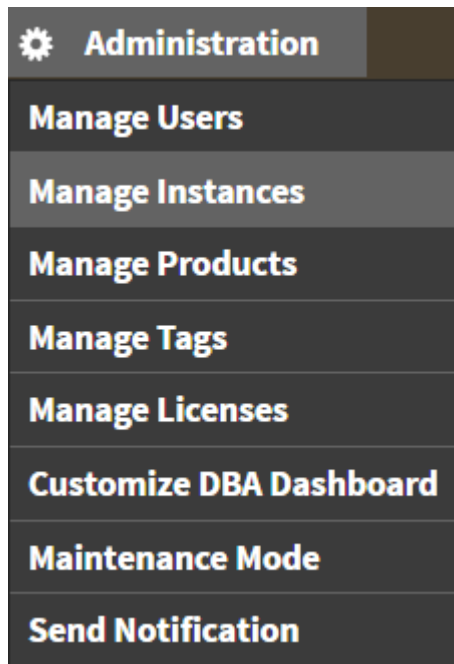 Administration
Manage Users
Manage Instances
Manage Products
Manage Tags
Manage Licenses
Customize DBA Dashboard
Maintenance Mode
Send Notification